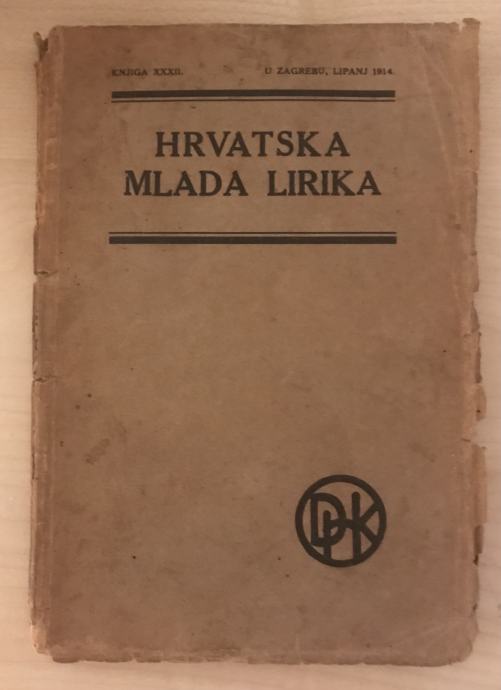 KNJIGA XXXII. U ZAGREBU, LIPANJ 1914.
HRVATSKA
MLADA LIRIKA
DHK